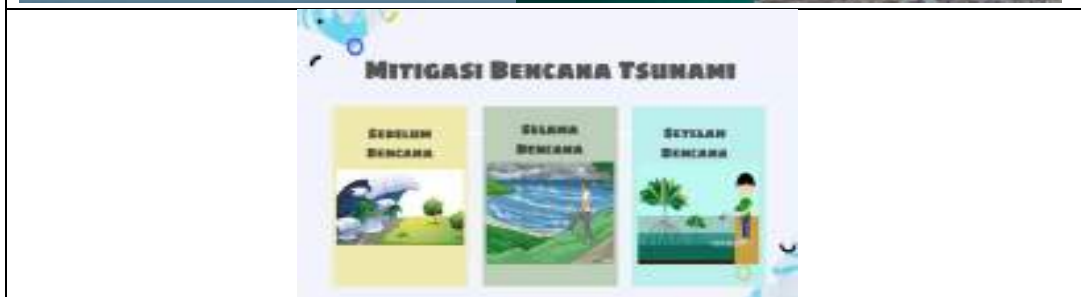 MITIGASI BENCANA TSUNAMI
SEBELUM
BENCANA
SELAMA
BENCANA
SETELAH
BENCANA